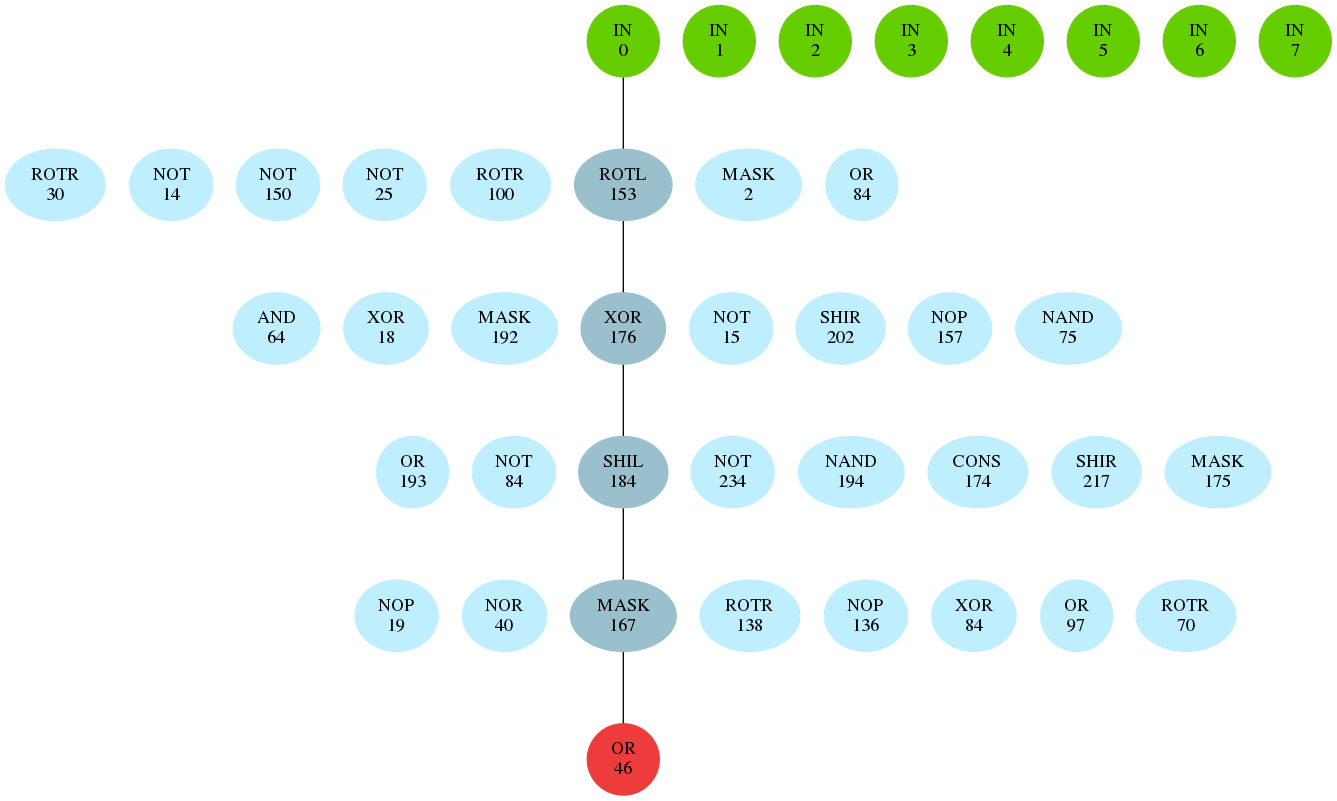 IN
0
IN
1
IN
2
IN
3
IN
4
IN
5
IN
6
IN
7
ROTR
30
NOT
14
NOT
150
NOT
25
ROTR
100
ROTL
153
MASK
2
OR
84
AND
64
XOR
18
MASK
192
XOR
176
NOT
15
SHIR
202
NOP
157
NAND
75
OR
193
NOT
84
SHIL
184
NOT
234
NAND
194
CONS
174
SHIR
217
MASK
175
NOP
19
NOR
40
MASK
167
ROTR
138
NOP
136
XOR
84
OR
97
ROTR
70
OR
46